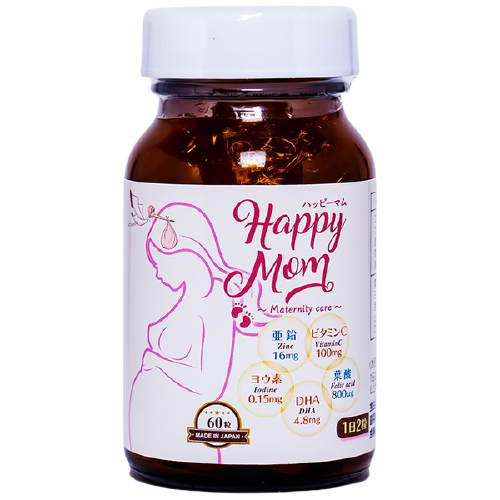 ハッピーマム
Happy
Mom
~ Maternity care ~
亜鉛
Zinc
16mg
ビタミンC
VitaminC
100mg
ヨウ素
Iodine
0.15mg
DHA
DHA
4.8mg
葉酸
Folic acid
800μg
60粒
MADE IN JAPAN
1日2粒